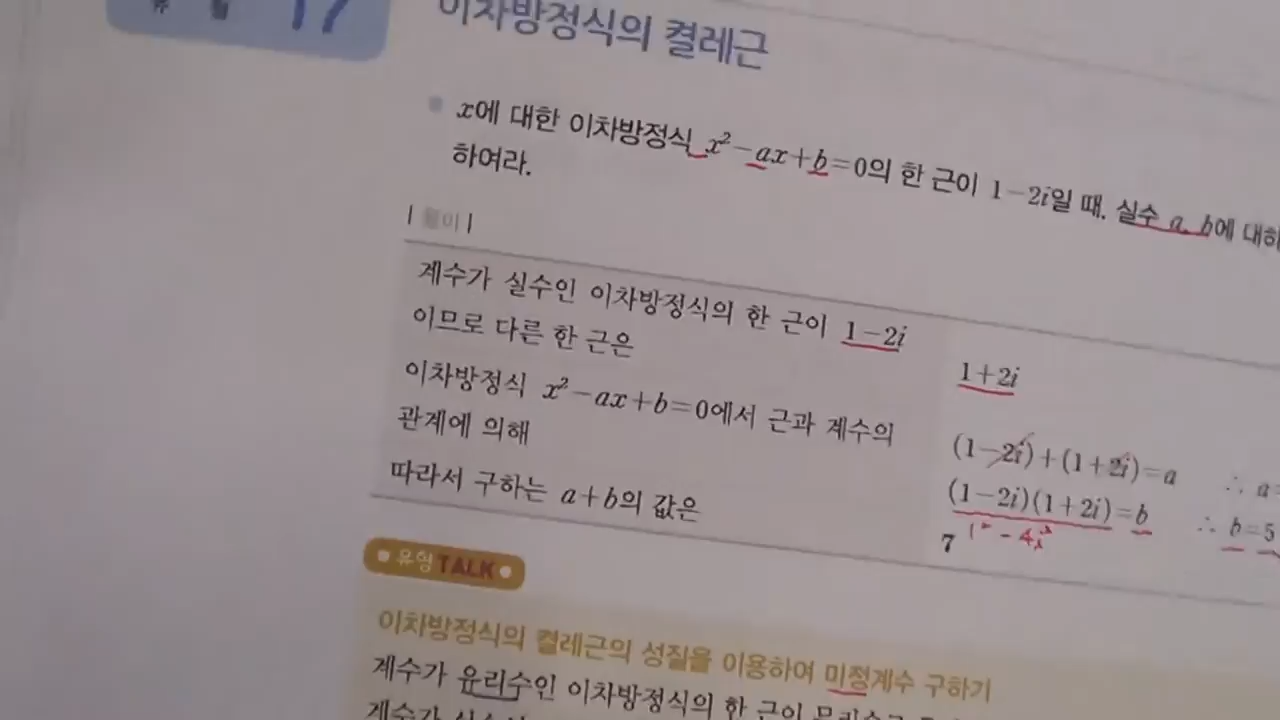 유형 17
이차방정식의 켤레근
x에 대한 이차방정식 x²-ax+b=0의 한 근이 1-2i일 때, 실수 a, b에 대하
하여라.
| 풀이 |
계수가 실수인 이차방정식의 한 근이 1-2i
이므로 다른 한 근은
1+2i
이차방정식 x²-ax+b=0에서 근과 계수의
관계에 의해
(1-2i)+(1+2i)=a ∴ a=
(1-2i)(1+2i)=b ∴ b=5
1² - 4i²
따라서 구하는 a+b의 값은
7
유형 TALK
이차방정식의 켤레근의 성질을 이용하여 미정계수 구하기
계수가 유리수인 이차방정식의 한 근이
계수가